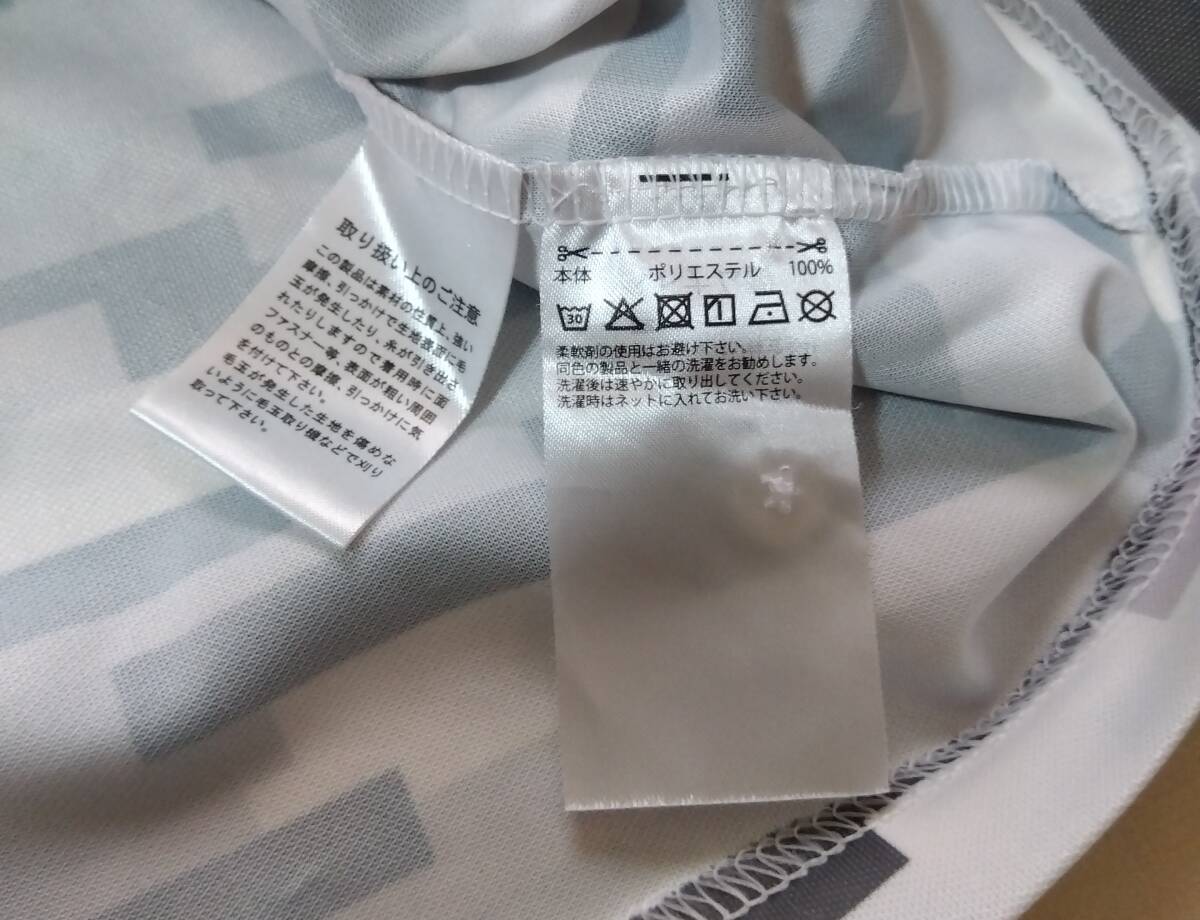 取り扱い上のご注意
この製品は素材の性質上、強い
摩擦、引っかけで生地表面に毛
玉が発生したり、糸が引き出さ
れたりしますので着用時に面
ファスナー等、表面が粗い周囲
のものとの摩擦、引っかけに気
を付けて下さい。
毛玉が発生した生地を傷めな
いように毛玉取り機などで刈り
取って下さい。
本体 ポリエステル 100%
30
柔軟剤の使用はお避け下さい。
同色の製品と一緒の洗濯をお勧めします。
洗濯後は速やかに取り出してください。
洗濯時はネットに入れてお洗い下さい。